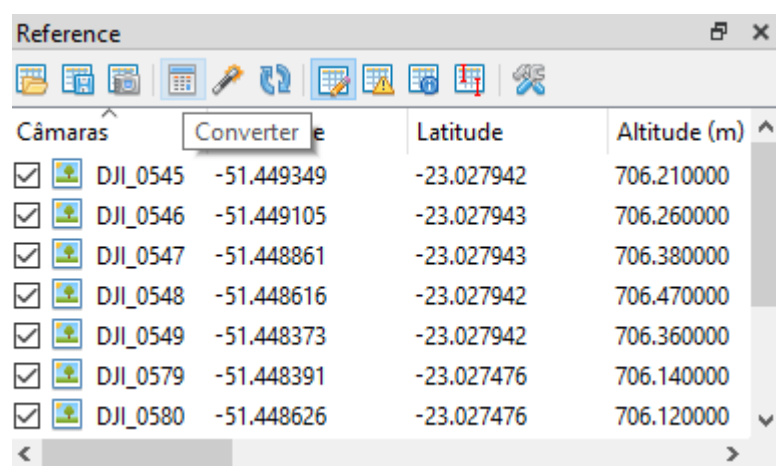 Reference
Câmaras Converter e Latitude Altitude (m)
DJI_0545 -51.449349 -23.027942 706.210000
DJI_0546 -51.449105 -23.027943 706.260000
DJI_0547 -51.448861 -23.027943 706.380000
DJI_0548 -51.448616 -23.027942 706.470000
DJI_0549 -51.448373 -23.027942 706.360000
DJI_0579 -51.448391 -23.027476 706.140000
DJI_0580 -51.448626 -23.027476 706.120000